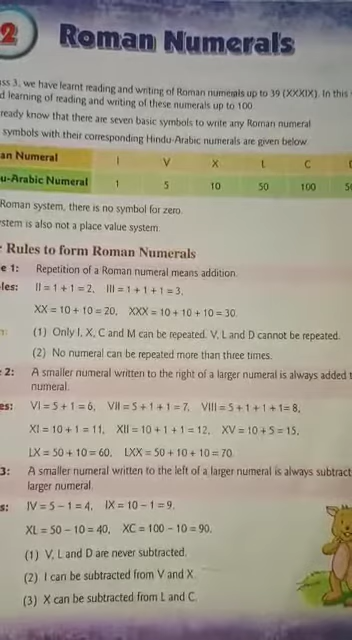 2 Roman Numerals
ss 3, we have learnt reading and writing of Roman numerals up to 39 (XXXIX). In this
d learning of reading and writing of these numerals up to 100
ready know that there are seven basic symbols to write any Roman numeral
symbols with their corresponding Hindu-Arabic numerals are given below
an Numeral I V X L C
u-Arabic Numeral 1 5 10 50 100 5
Roman system, there is no symbol for zero.
stem is also not a place value system.
Rules to form Roman Numerals
e 1: Repetition of a Roman numeral means addition.
les: II = 1 + 1 = 2, III = 1 + 1 + 1 = 3,
XX = 10 + 10 = 20, XXX = 10 + 10 + 10 = 30.
(1) Only I, X, C and M can be repeated. V, L and D cannot be repeated.
(2) No numeral can be repeated more than three times.
2: A smaller numeral written to the right of a larger numeral is always added t
numeral.
es: VI = 5 + 1 = 6, VII = 5 + 1 + 1 = 7, VIII = 5 + 1 + 1 + 1 = 8,
XI = 10 + 1 = 11, XII = 10 + 1 + 1 = 12, XV = 10 + 5 = 15,
LX = 50 + 10 = 60, LXX = 50 + 10 + 10 = 70.
3: A smaller numeral written to the left of a larger numeral is always subtract
larger numeral.
s: IV = 5 – 1 = 4, IX = 10 – 1 = 9.
XL = 50 – 10 = 40, XC = 100 – 10 = 90.
(1) V, L and D are never subtracted.
(2) I can be subtracted from V and X.
(3) X can be subtracted from L and C.